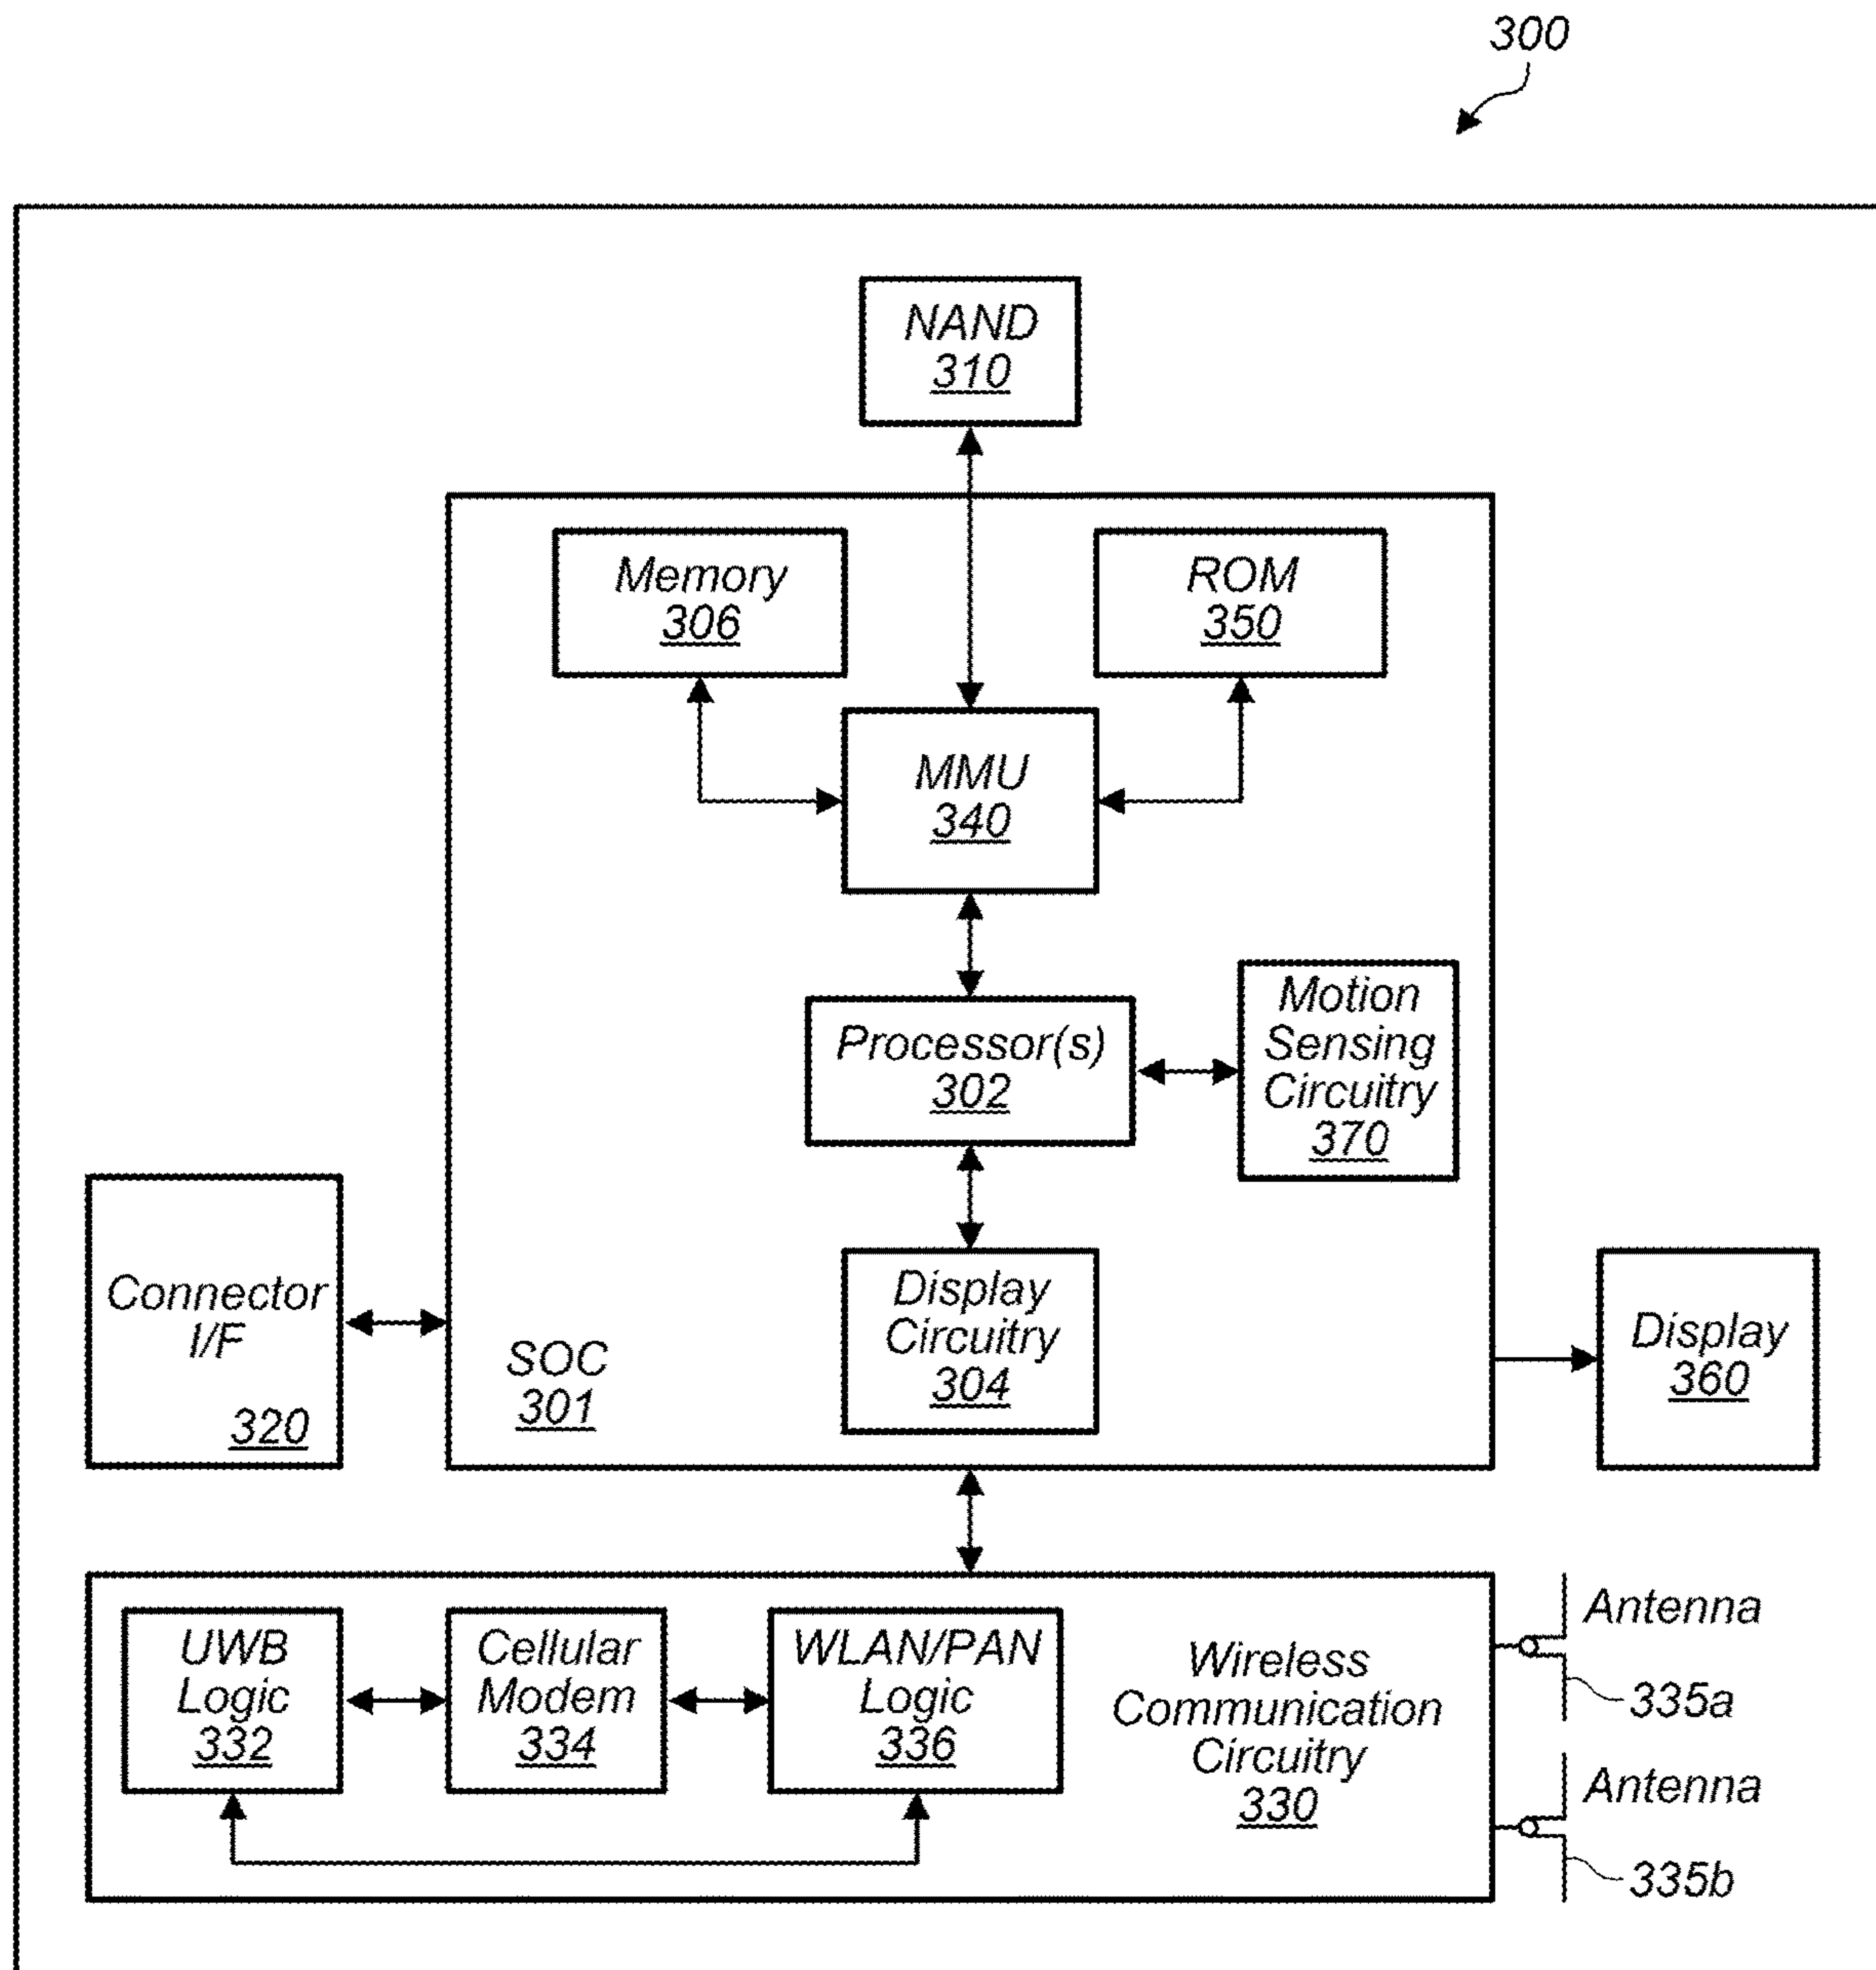 300
NAND
310
Memory
306
ROM
350
MMU
340
Processor(s)
302
Motion
Sensing
Circuitry
370
Connector
I/F
320
Display
Circuitry
304
SOC
301
Display
360
UWB
Logic
332
Cellular
Modem
334
WLAN/PAN
Logic
336
Wireless
Communication
Circuitry
330
Antenna
335a
Antenna
335b